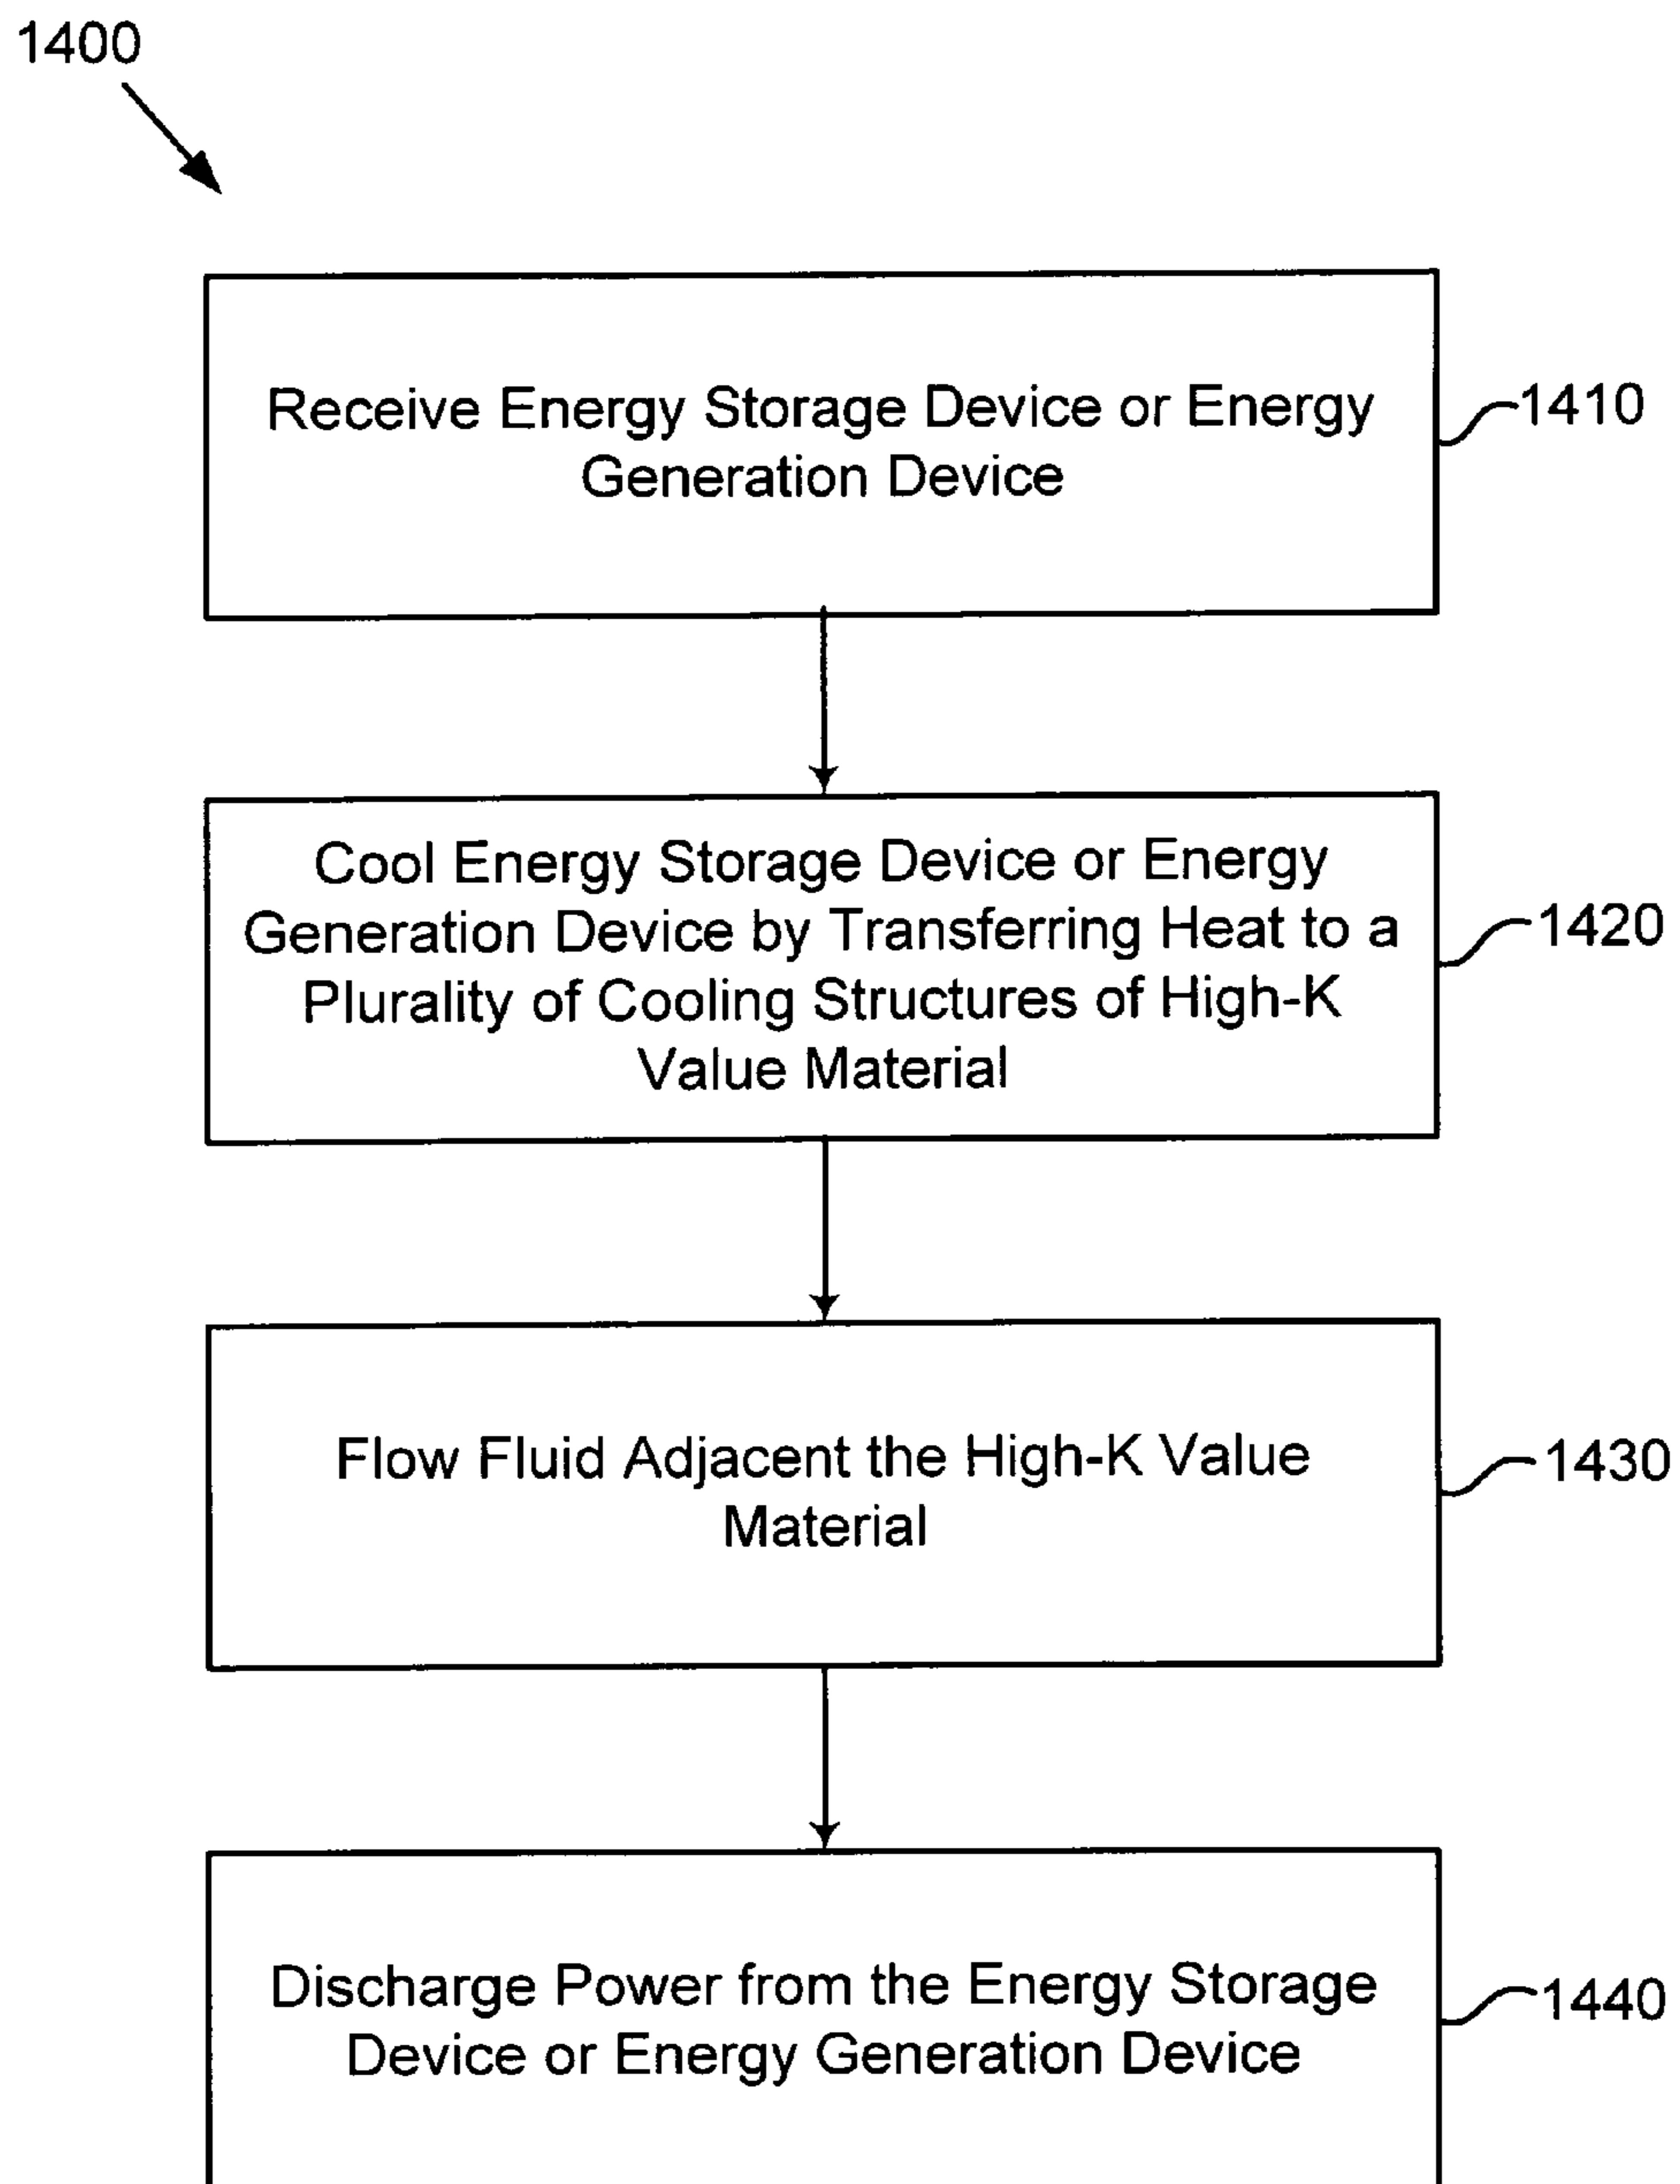 1400
Receive Energy Storage Device or Energy
Generation Device
1410
Cool Energy Storage Device or Energy
Generation Device by Transferring Heat to a
Plurality of Cooling Structures of High-K
Value Material
1420
Flow Fluid Adjacent the High-K Value
Material
1430
Discharge Power from the Energy Storage
Device or Energy Generation Device
1440